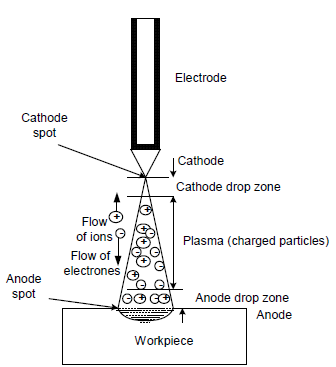 Electrode
Cathode
spot
Cathode
Cathode drop zone
Flow
of ions
Flow of
electrones
Plasma (charged particles)
Anode
spot
Anode drop zone
Anode
Workpiece